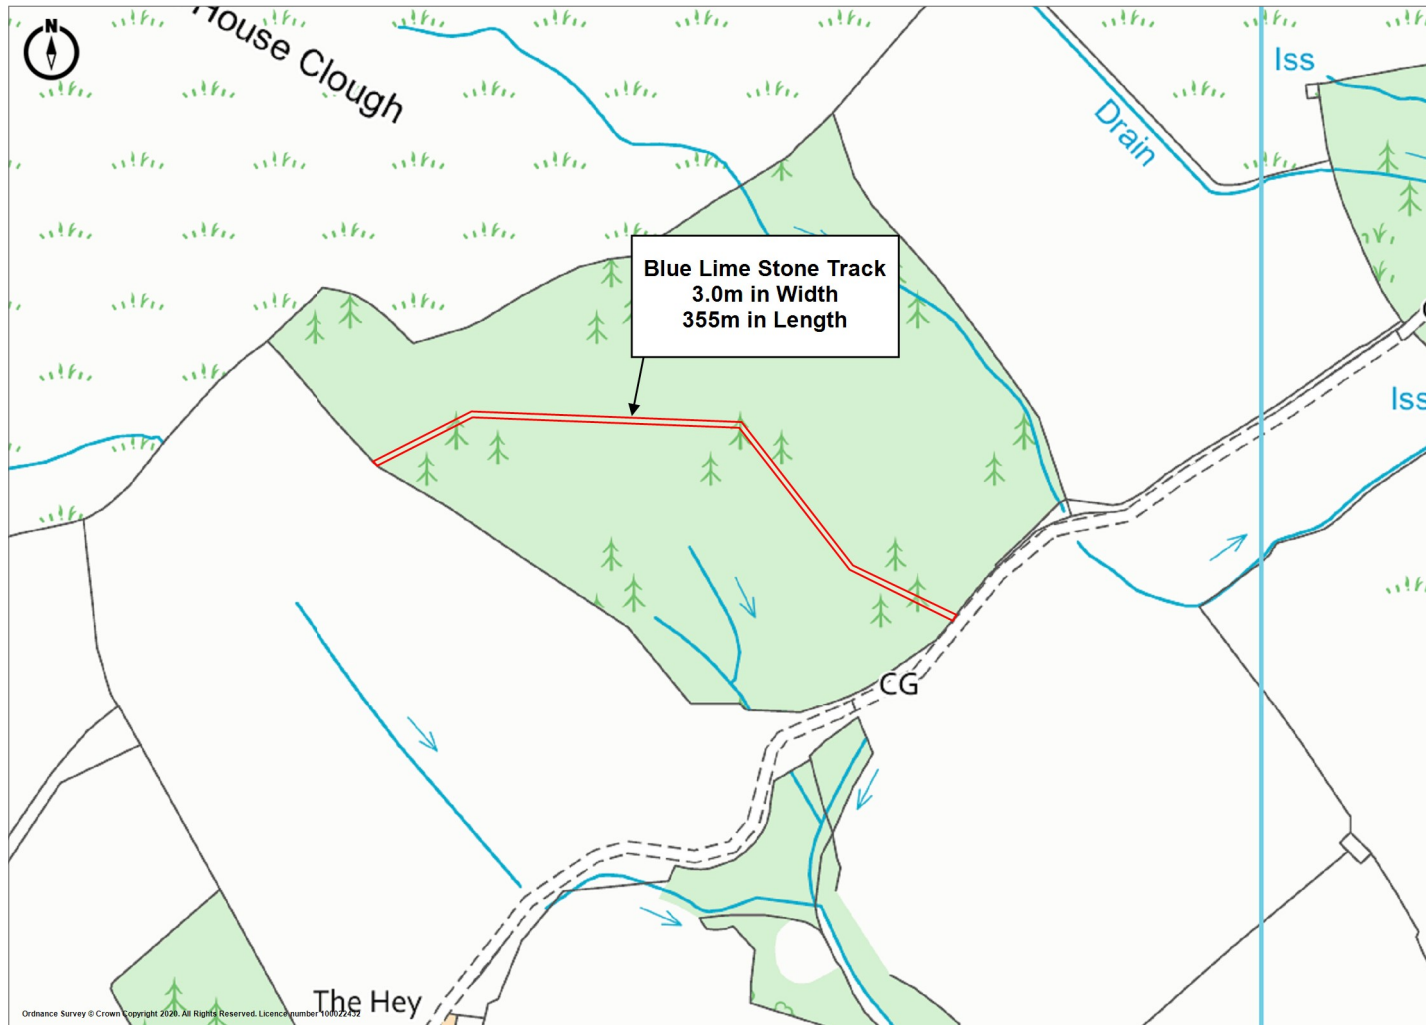 N
House Clough
Iss
Drain
Blue Lime Stone Track
3.0m in Width
355m in Length
Iss
CG
The Hey
Ordnance Survey © Crown Copyright 2020. All Rights Reserved. Licence number 100022432